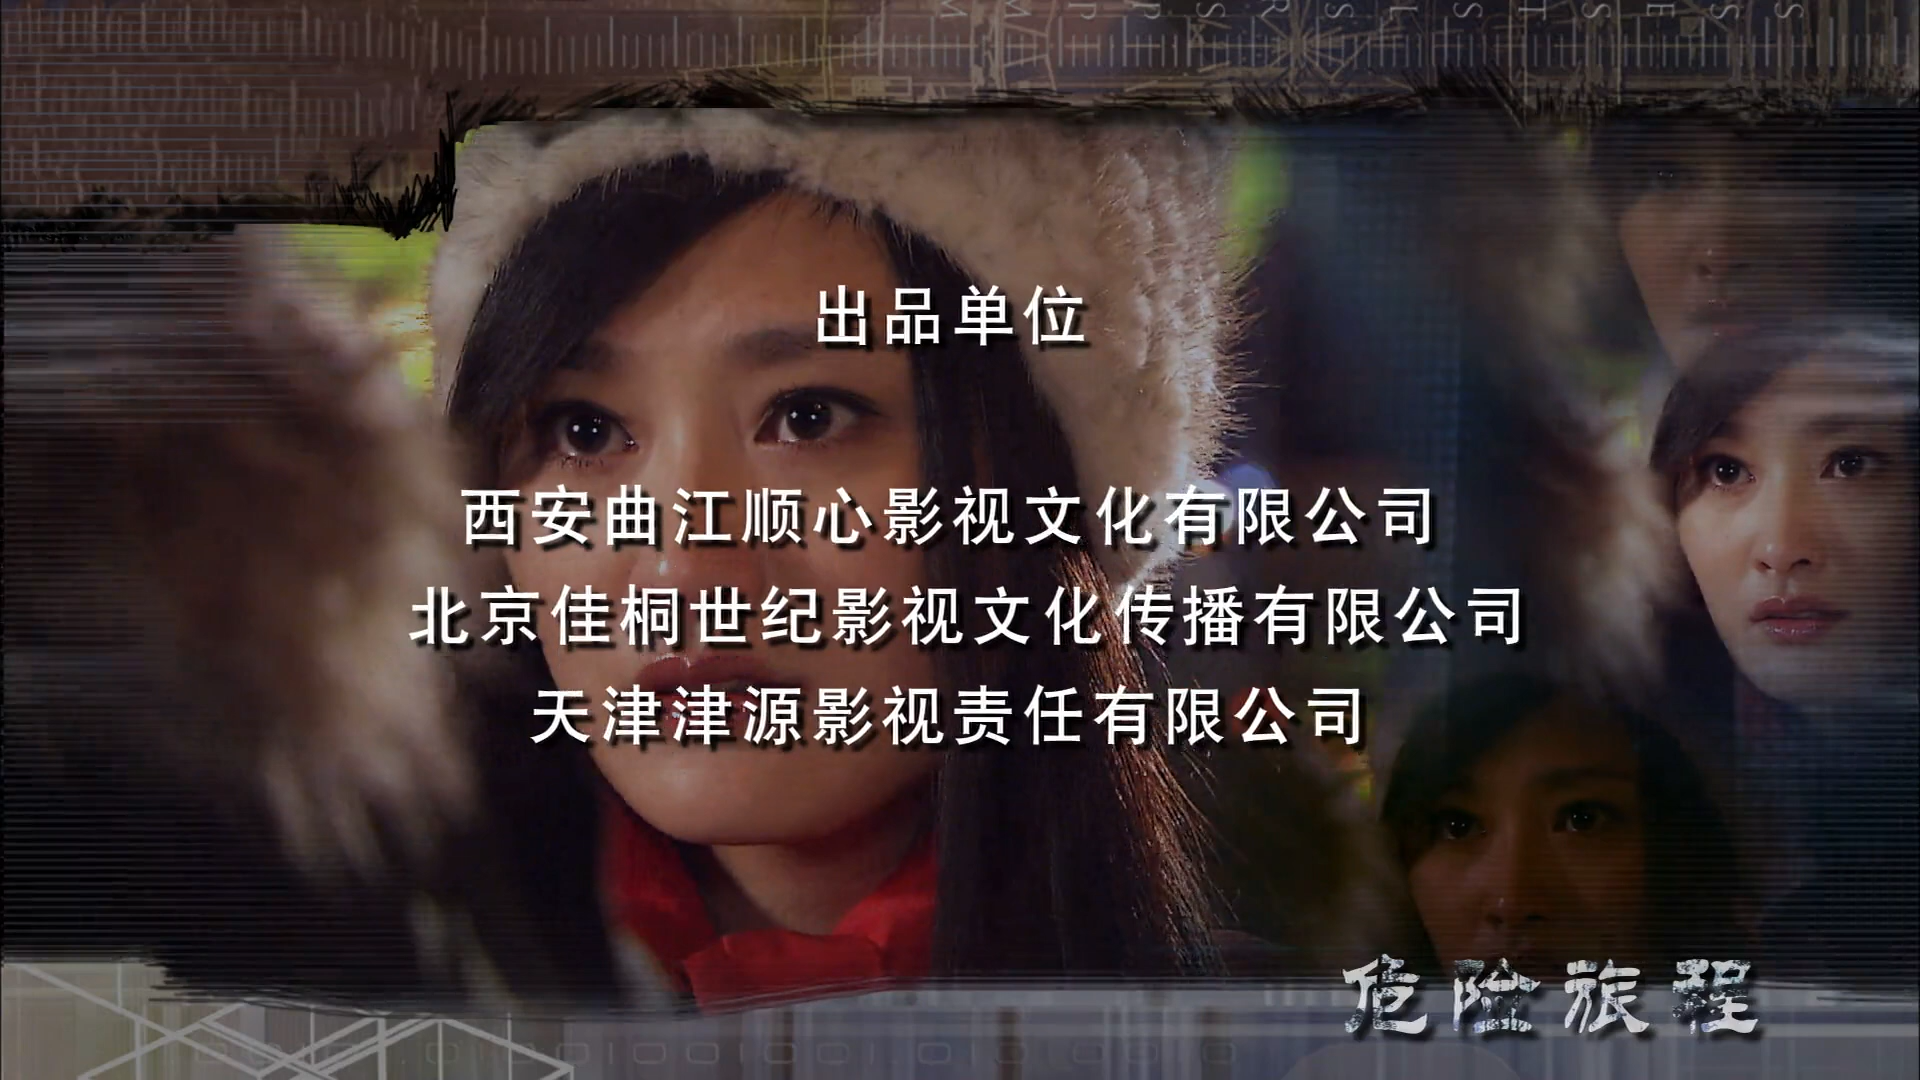 出品单位
西安曲江顺心影视文化有限公司
北京佳桐世纪影视文化传播有限公司
天津津源影视责任有限公司
危险旅程